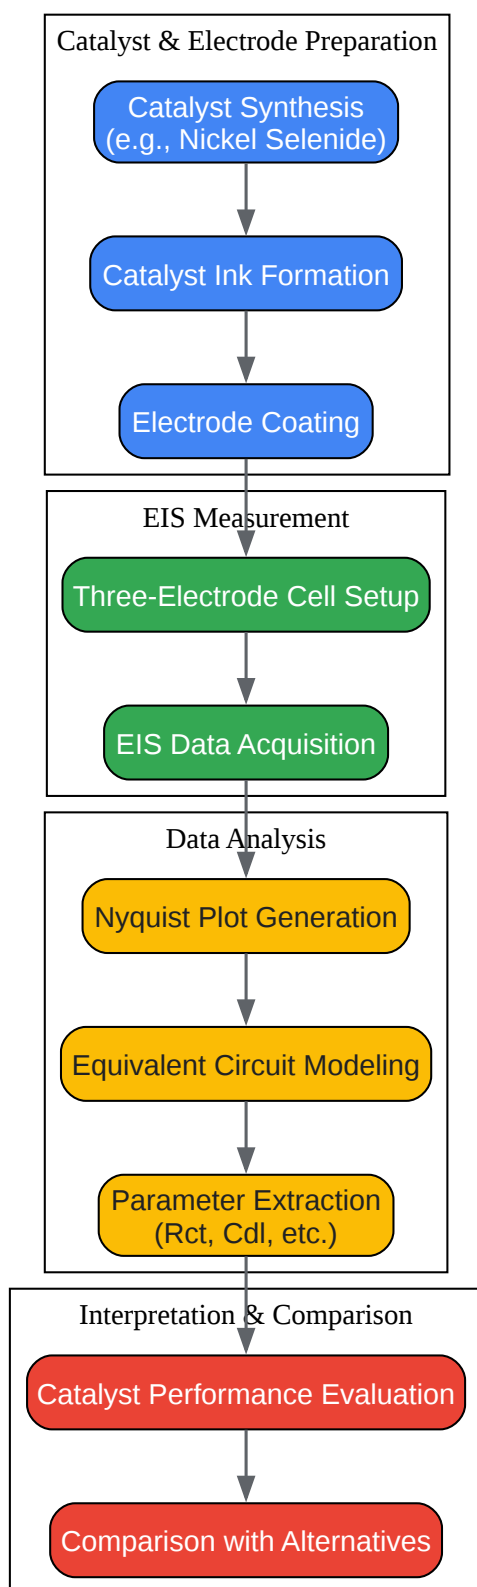 Catalyst & Electrode Preparation
Catalyst Synthesis
(e.g., Nickel Selenide)
Catalyst Ink Formation
Electrode Coating
EIS Measurement
Three-Electrode Cell Setup
EIS Data Acquisition
Data Analysis
Nyquist Plot Generation
Equivalent Circuit Modeling
Parameter Extraction
(Rct, Cdl, etc.)
Interpretation & Comparison
Catalyst Performance Evaluation
Comparison with Alternatives